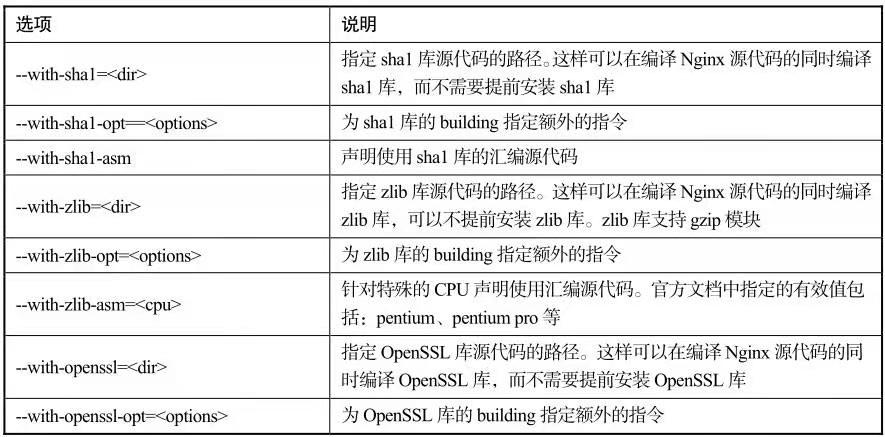 选项 说明
--with-sha1=<dir> 指定 sha1 库源代码的路径。这样可以在编译 Nginx 源代码的同时编译
sha1 库，而不需要提前安装 sha1 库
--with-sha1-opt==<options> 为 sha1 库的 building 指定额外的指令
--with-sha1-asm 声明使用 sha1 库的汇编源代码
--with-zlib=<dir> 指定 zlib 库源代码的路径。这样可以在编译 Nginx 源代码的同时编译
zlib 库，可以不提前安装 zlib 库。zlib 库支持 gzip 模块
--with-zlib-opt=<options> 为 zlib 库的 building 指定额外的指令
--with-zlib-asm=<cpu> 针对特殊的 CPU 声明使用汇编源代码。官方文档中指定的有效值包
括：pentium、pentium pro 等
--with-openssl=<dir> 指定 OpenSSL 库源代码的路径。这样可以在编译 Nginx 源代码的同
时编译 OpenSSL 库，而不需要提前安装 OpenSSL 库
--with-openssl-opt=<options> 为 OpenSSL 库的 building 指定额外的指令